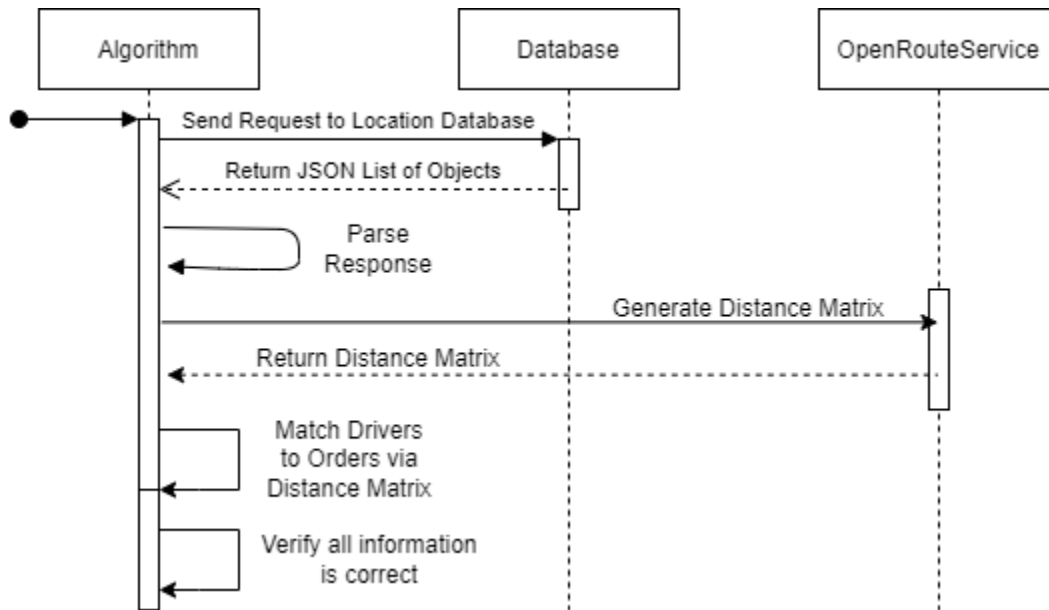 Algorithm
Database
OpenRouteService
Send Request to Location Database
Return JSON List of Objects
Parse
Response
Generate Distance Matrix
Return Distance Matrix
Match Drivers
to Orders via
Distance Matrix
Verify all information
is correct